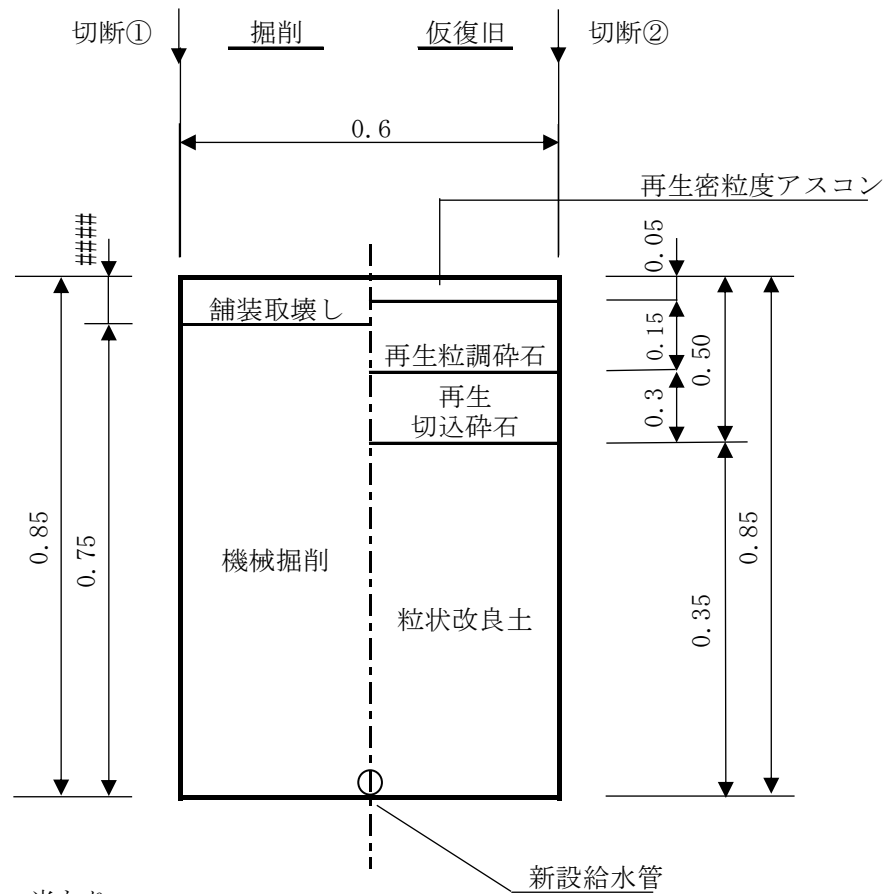 切断① 掘削 仮復旧 切断②
0.6
再生密粒度アスコン
####
0.05
舗装取壊し
0.15
0.50
再生粒調砕石
0.3
再生
切込砕石
0.85
0.75
機械掘削
粒状改良土
0.35
0.85
新設給水管